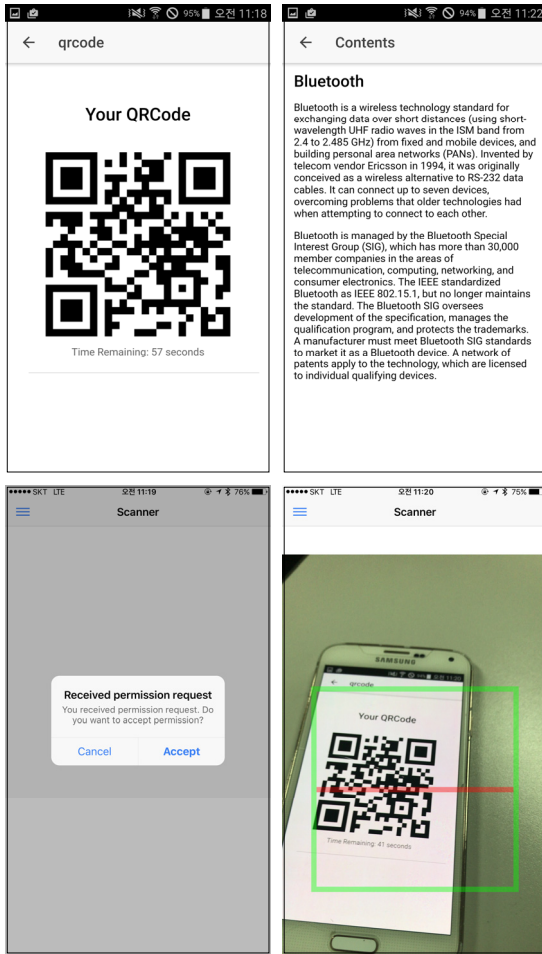 95% 오전 11:18
qrcode
Your QRCode
Time Remaining: 57 seconds
94% 오전 11:22
Contents
Bluetooth
Bluetooth is a wireless technology standard for
exchanging data over short distances (using short-
wavelength UHF radio waves in the ISM band from
2.4 to 2.485 GHz) from fixed and mobile devices, and
building personal area networks (PANs). Invented by
telecom vendor Ericsson in 1994, it was originally
conceived as a wireless alternative to RS-232 data
cables. It can connect up to seven devices,
overcoming problems that older technologies had
when attempting to connect to each other.
Bluetooth is managed by the Bluetooth Special
Interest Group (SIG), which has more than 30,000
member companies in the areas of
telecommunication, computing, networking, and
consumer electronics. The IEEE standardized
Bluetooth as IEEE 802.15.1, but no longer maintains
the standard. The Bluetooth SIG oversees
development of the specification, manages the
qualification program, and protects the trademarks.
A manufacturer must meet Bluetooth SIG standards
to market it as a Bluetooth device. A network of
patents apply to the technology, which are licensed
to individual qualifying devices.
SKT LTE 오전 11:19 76%
Scanner
Received permission request
You received permission request. Do
you want to accept permission?
Cancel Accept
SKT LTE 오전 11:20 75%
Scanner
SAMSUNG
qrcode
Your QRCode
Time Remaining: 41 seconds